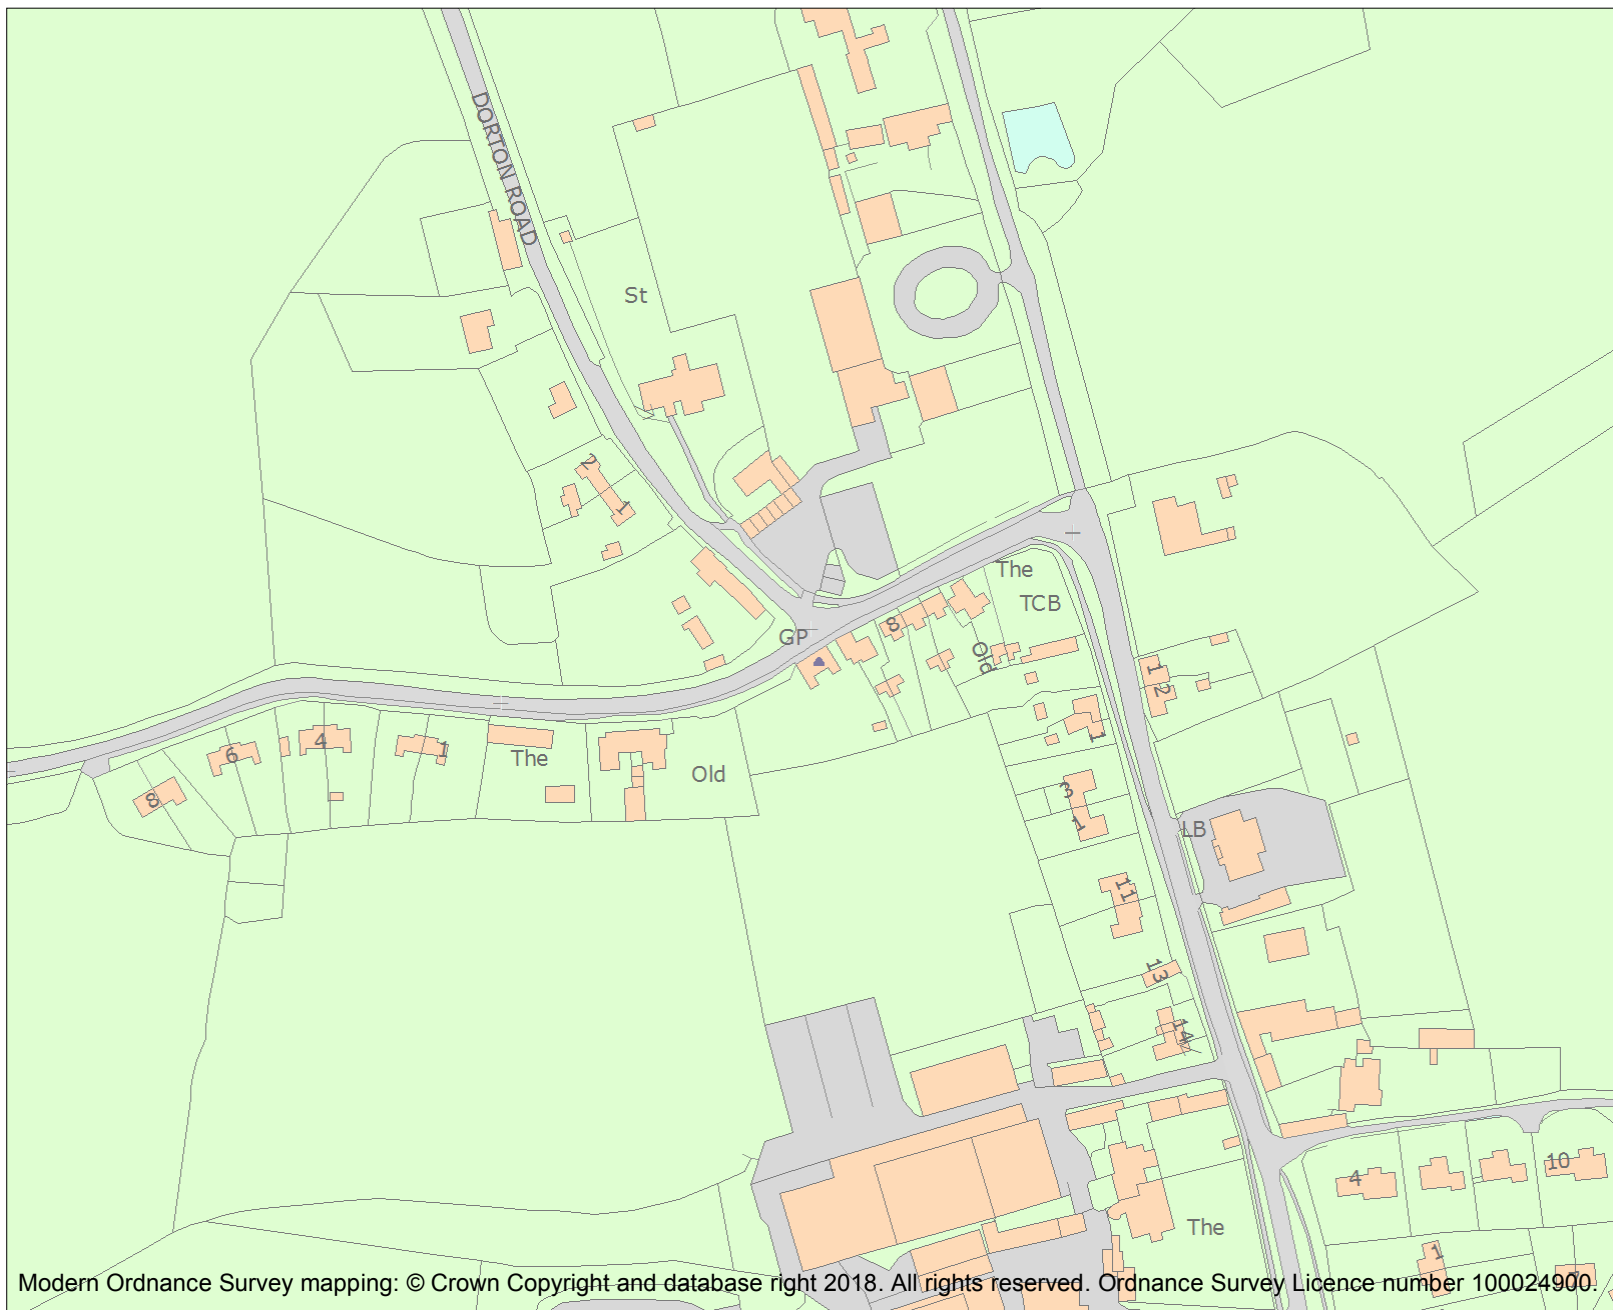 DORTON ROAD
St
2
1
The
TCB
8
GP
Old
1
2
1
6
4
1
The
Old
8
3
1
LB
11
13
14
4
10
The
1
7
Modern Ordnance Survey mapping: © Crown Copyright and database right 2018. All rights reserved. Ordnance Survey Licence number 100024900.